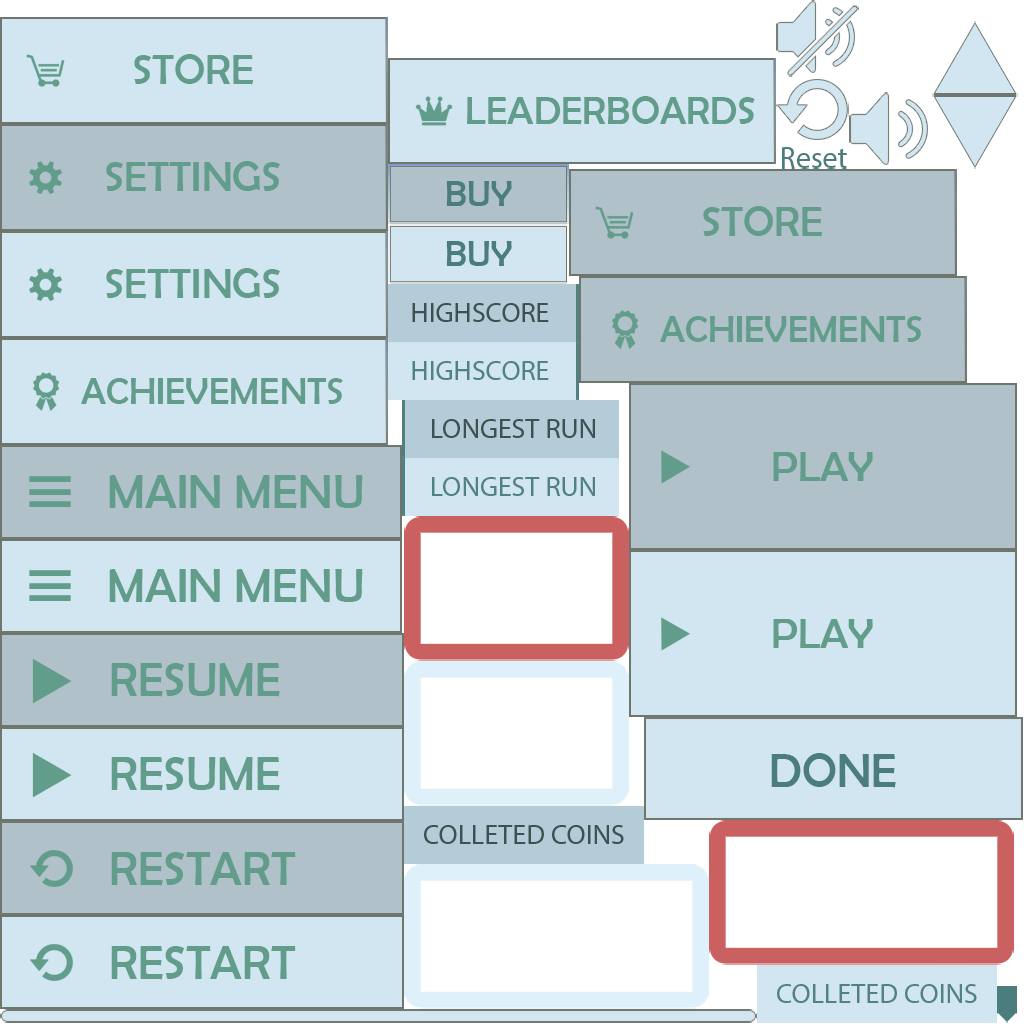 STORE
SETTINGS
SETTINGS
ACHIEVEMENTS
MAIN MENU
MAIN MENU
RESUME
RESUME
RESTART
RESTART
LEADERBOARDS
BUY
BUY
HIGHSCORE
HIGHSCORE
LONGEST RUN
LONGEST RUN
COLLETED COINS
Reset
STORE
ACHIEVEMENTS
PLAY
PLAY
DONE
COLLETED COINS